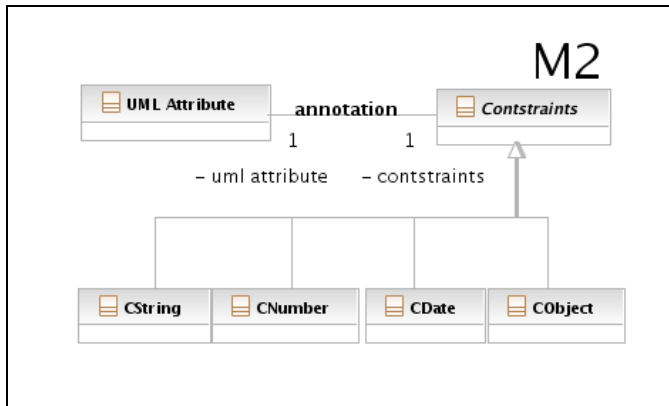 M2
UML Attribute
annotation
Contstraints
1 1
- uml attribute - contstraints
CString CNumber CDate CObject